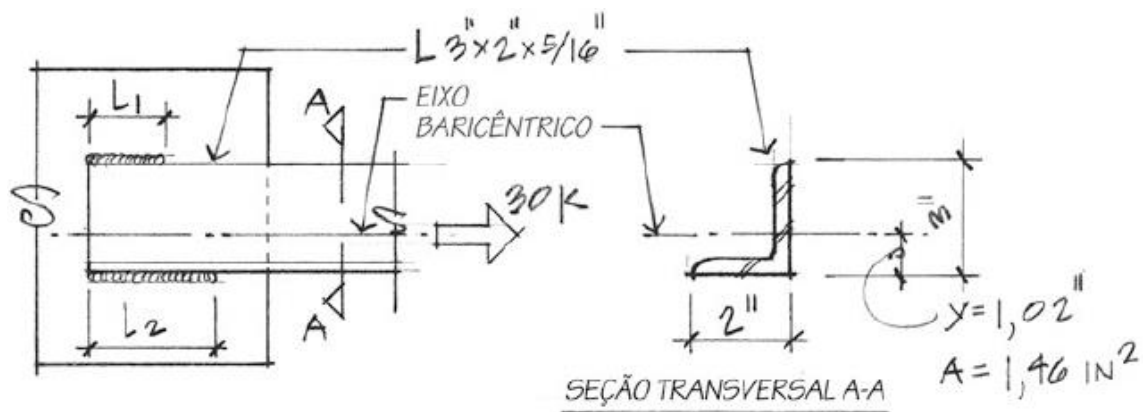 L 3"x2"x5/16"
L1
A
EIXO
BARICÊNTRICO
30K
3"
A
L2
2"
y
y=1,02"
A=1,46 IN²
SEÇÃO TRANSVERSAL A-A